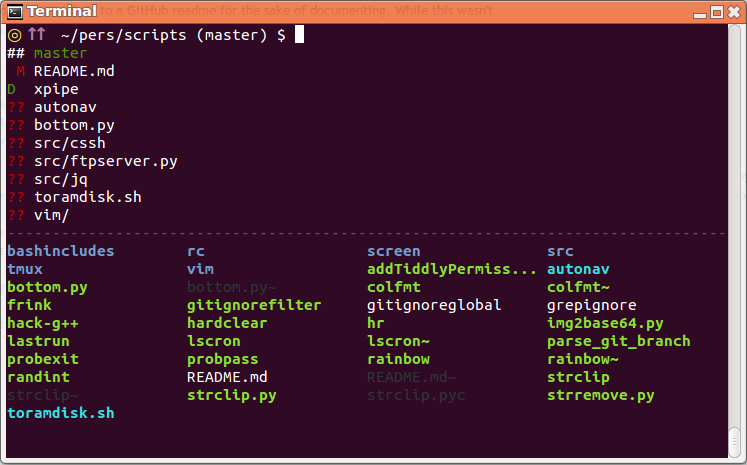 to a GitHub readme for the sake of documenting. While this wasn't
Terminal
◎ ⇈ ~/pers/scripts (master) $
## master
 M README.md
D  xpipe
?? autonav
?? bottom.py
?? src/cssh
?? src/ftpserver.py
?? src/jq
?? toramdisk.sh
?? vim/
--------------------------------------------------------------------------------
bashincludes rc screen src
tmux vim addTiddlyPermiss... autonav
bottom.py bottom.py~ colfmt colfmt~
frink gitignorefilter gitignoreglobal grepignore
hack-g++ hardclear hr img2base64.py
lastrun lscron lscron~ parse_git_branch
probexit probpass rainbow rainbow~
randint README.md README.md~ strclip
strclip~ strclip.py strclip.pyc strremove.py
toramdisk.sh